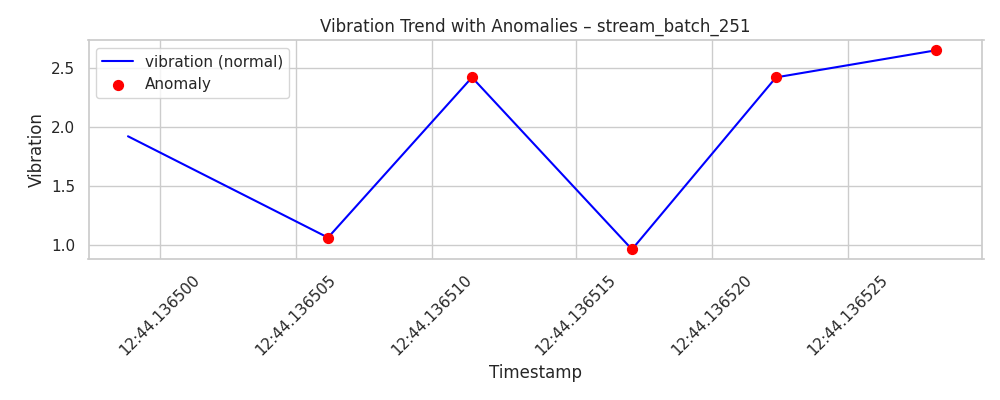 Vibration Trend with Anomalies – stream_batch_251
vibration (normal)
Anomaly
Vibration
2.5
2.0
1.5
1.0
12:44.136500
12:44.136505
12:44.136510
12:44.136515
12:44.136520
12:44.136525
Timestamp